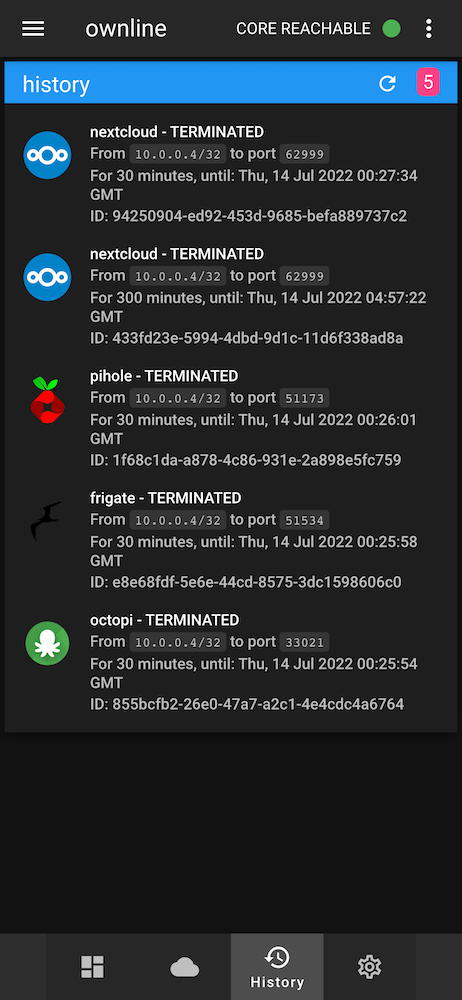 ownline CORE REACHABLE
history 5
nextcloud - TERMINATED
From 10.0.0.4/32 to port 62999
For 30 minutes, until: Thu, 14 Jul 2022 00:27:34
GMT
ID: 94250904-ed92-453d-9685-befa889737c2
nextcloud - TERMINATED
From 10.0.0.4/32 to port 62999
For 300 minutes, until: Thu, 14 Jul 2022 04:57:22
GMT
ID: 433fd23e-5994-4dbd-9d1c-11d6f338ad8a
pihole - TERMINATED
From 10.0.0.4/32 to port 51173
For 30 minutes, until: Thu, 14 Jul 2022 00:26:01
GMT
ID: 1f68c1da-a878-4c86-931e-2a898e5fc759
frigate - TERMINATED
From 10.0.0.4/32 to port 51534
For 30 minutes, until: Thu, 14 Jul 2022 00:25:58
GMT
ID: e8e68fdf-5e6e-44cd-8575-3dc1598606c0
octopi - TERMINATED
From 10.0.0.4/32 to port 33021
For 30 minutes, until: Thu, 14 Jul 2022 00:25:54
GMT
ID: 855bcfb2-26e0-47a7-a2c1-4e4cdc4a6764
History